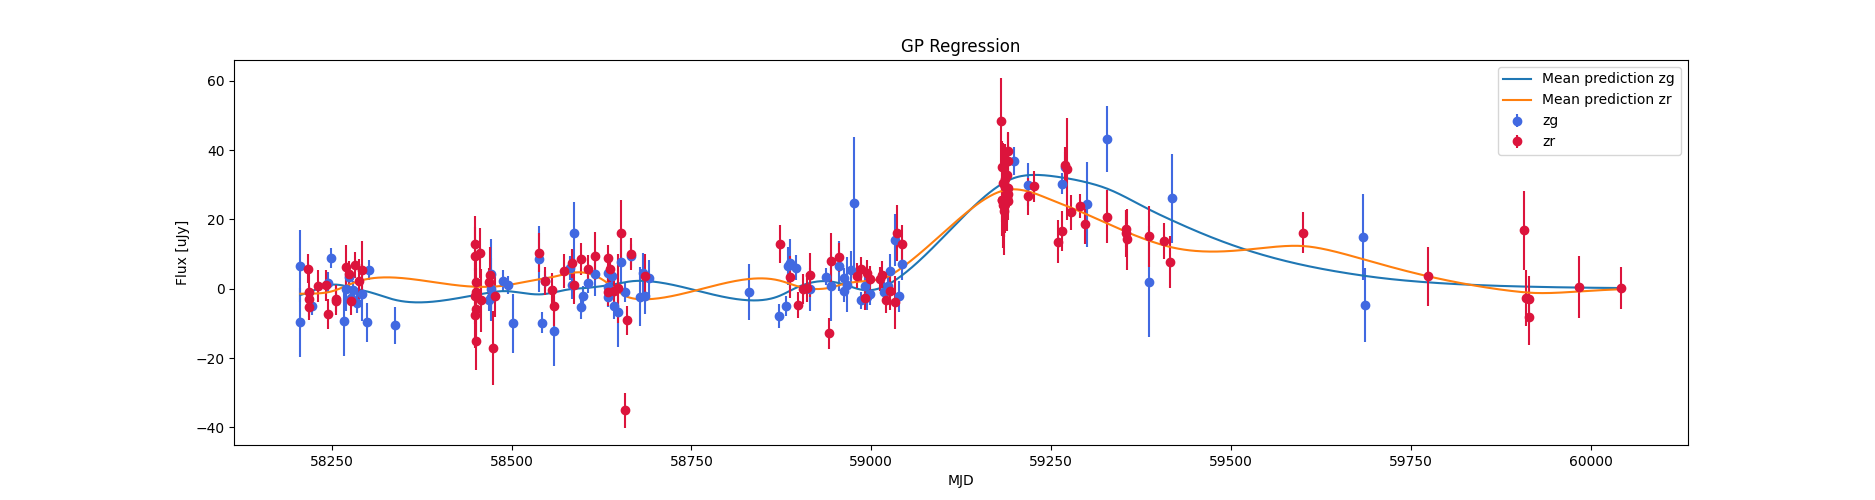 GP Regression
Flux [uJy]
60
40
20
0
−20
−40
Mean prediction zg
Mean prediction zr
zg
zr
58250
58500
58750
59000
59250
59500
59750
60000
MJD